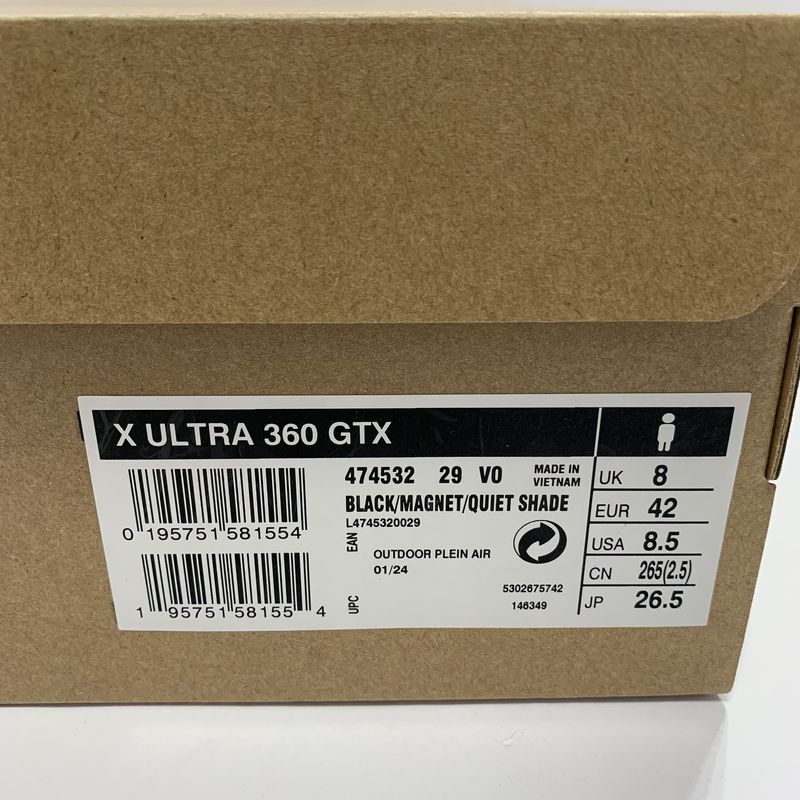 X ULTRA 360 GTX
474532 29 V0
MADE IN
VIETNAM
BLACK/MAGNET/QUIET SHADE
L4745320029
0 195751 581554
EAN
OUTDOOR PLEIN AIR
01/24
5302675742
146349
1 95751 58155 4
UPC
UK 8
EUR 42
USA 8.5
CN 265(2.5)
JP 26.5